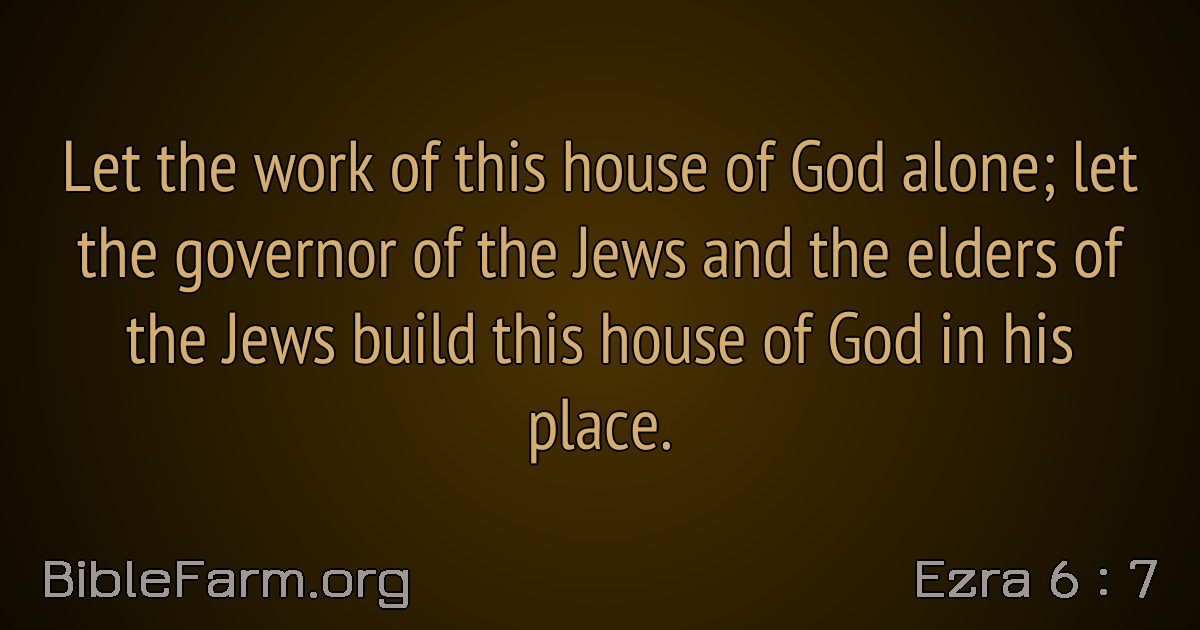 Let the work of this house of God alone; let
the governor of the Jews and the elders of
the Jews build this house of God in his
place.
BibleFarm.org
Ezra 6 : 7